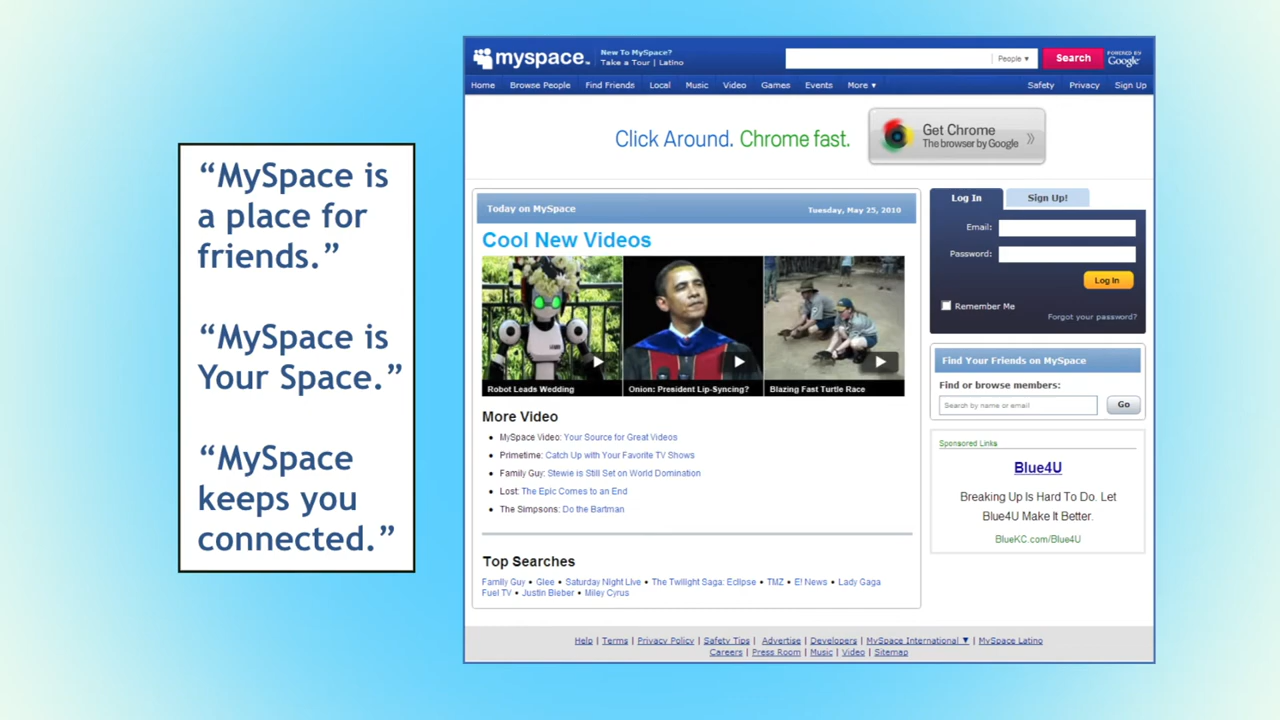 “MySpace is
a place for
friends.”
“MySpace is
Your Space.”
“MySpace
keeps you
connected.”
myspace.
New To MySpace?
Take a Tour | Latino
People ▾
Search
POWERED BY
Google
Home Browse People Find Friends Local Music Video Games Events More ▾ Safety Privacy Sign Up
Click Around. Chrome fast.
Get Chrome
The browser by Google
Today on MySpace
Tuesday, May 25, 2010
Cool New Videos
Robot Leads Wedding
Onion: President Lip-Syncing?
Blazing Fast Turtle Race
More Video
• MySpace Video: Your Source for Great Videos
• Primetime: Catch Up with Your Favorite TV Shows
• Family Guy: Stewie is Still Set on World Domination
• Lost: The Epic Comes to an End
• The Simpsons: Do the Bartman
Top Searches
Family Guy • Glee • Saturday Night Live • The Twilight Saga: Eclipse • TMZ • E! News • Lady Gaga
Fuel TV • Justin Bieber • Miley Cyrus
Log In
Sign Up!
Email:
Password:
Log In
Remember Me
Forgot your password?
Find Your Friends on MySpace
Find or browse members:
Search by name or email
Go
Sponsored Links
Blue4U
Breaking Up Is Hard To Do. Let
Blue4U Make It Better.
BlueKC.com/Blue4U
Help | Terms | Privacy Policy | Safety Tips | Advertise | Developers | MySpace International ▼ | MySpace Latino
Careers | Press Room | Music | Video | Sitemap